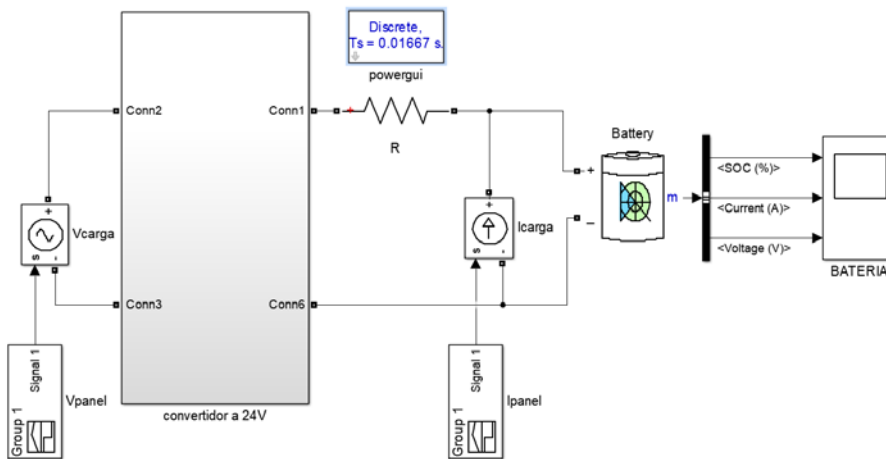 Discrete,
Ts = 0.01667 s.
powergui
Conn2
Conn1
+
R
Battery
+
−
m
<SOC (%)>
<Current (A)>
<Voltage (V)>
BATERIA
+
Vcarga
s
-
+
Icarga
s
-
Conn3
Conn6
Signal 1
Group 1
Vpanel
convertidor a 24V
Signal 1
Group 1
Ipanel